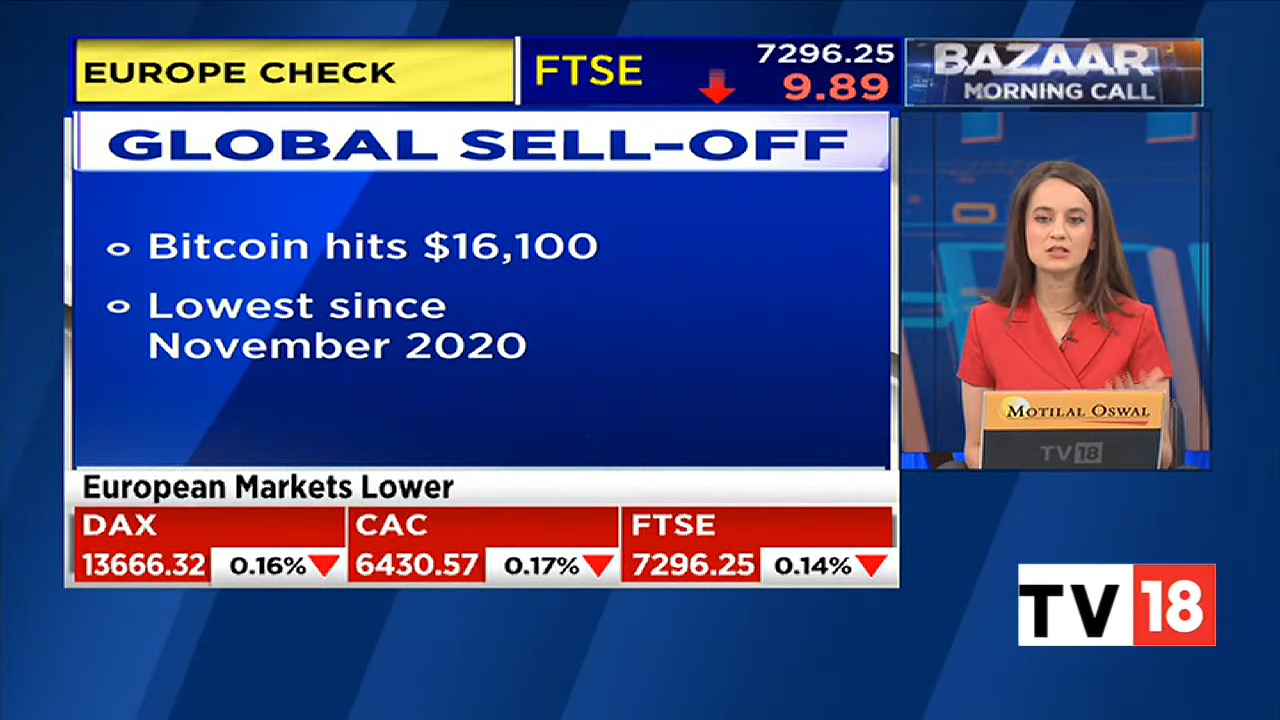 EUROPE CHECK
FTSE
7296.25
9.89
BAZAAR
MORNING CALL
GLOBAL SELL-OFF
Bitcoin hits $16,100
Lowest since
November 2020
MOTILAL OSWAL
TV18
European Markets Lower
DAX
13666.32 0.16%
CAC
6430.57 0.17%
FTSE
7296.25 0.14%
TV18